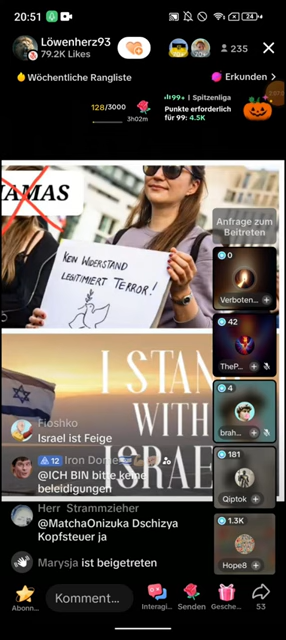 20:51
24
Löwenherz93
79.2K Likes
235
Wöchentliche Rangliste
Erkunden >
128/3000
3h02m
99+ | Spitzenliga
Punkte erforderlich
für 99: 4.5K
HAMAS
KEIN WIDERSTAND
LEGITIMIERT TERROR!
Anfrage zum
Beitreten
0
Verboten...
42
TheP...
4
brah...
181
Qiptok
1.3K
Hope8
I STAND
WITH
ISRAEL
Floshko
Israel ist Feige
12 Iron Dome
@ICH BIN bitte keine
beleidigungen
Herr Strammzieher
@MatchaOnizuka Dschizya
Kopfsteuer ja
Marysja ist beigetreten
Abonn...
Komment...
Interagi...
Senden
Gesche...
53